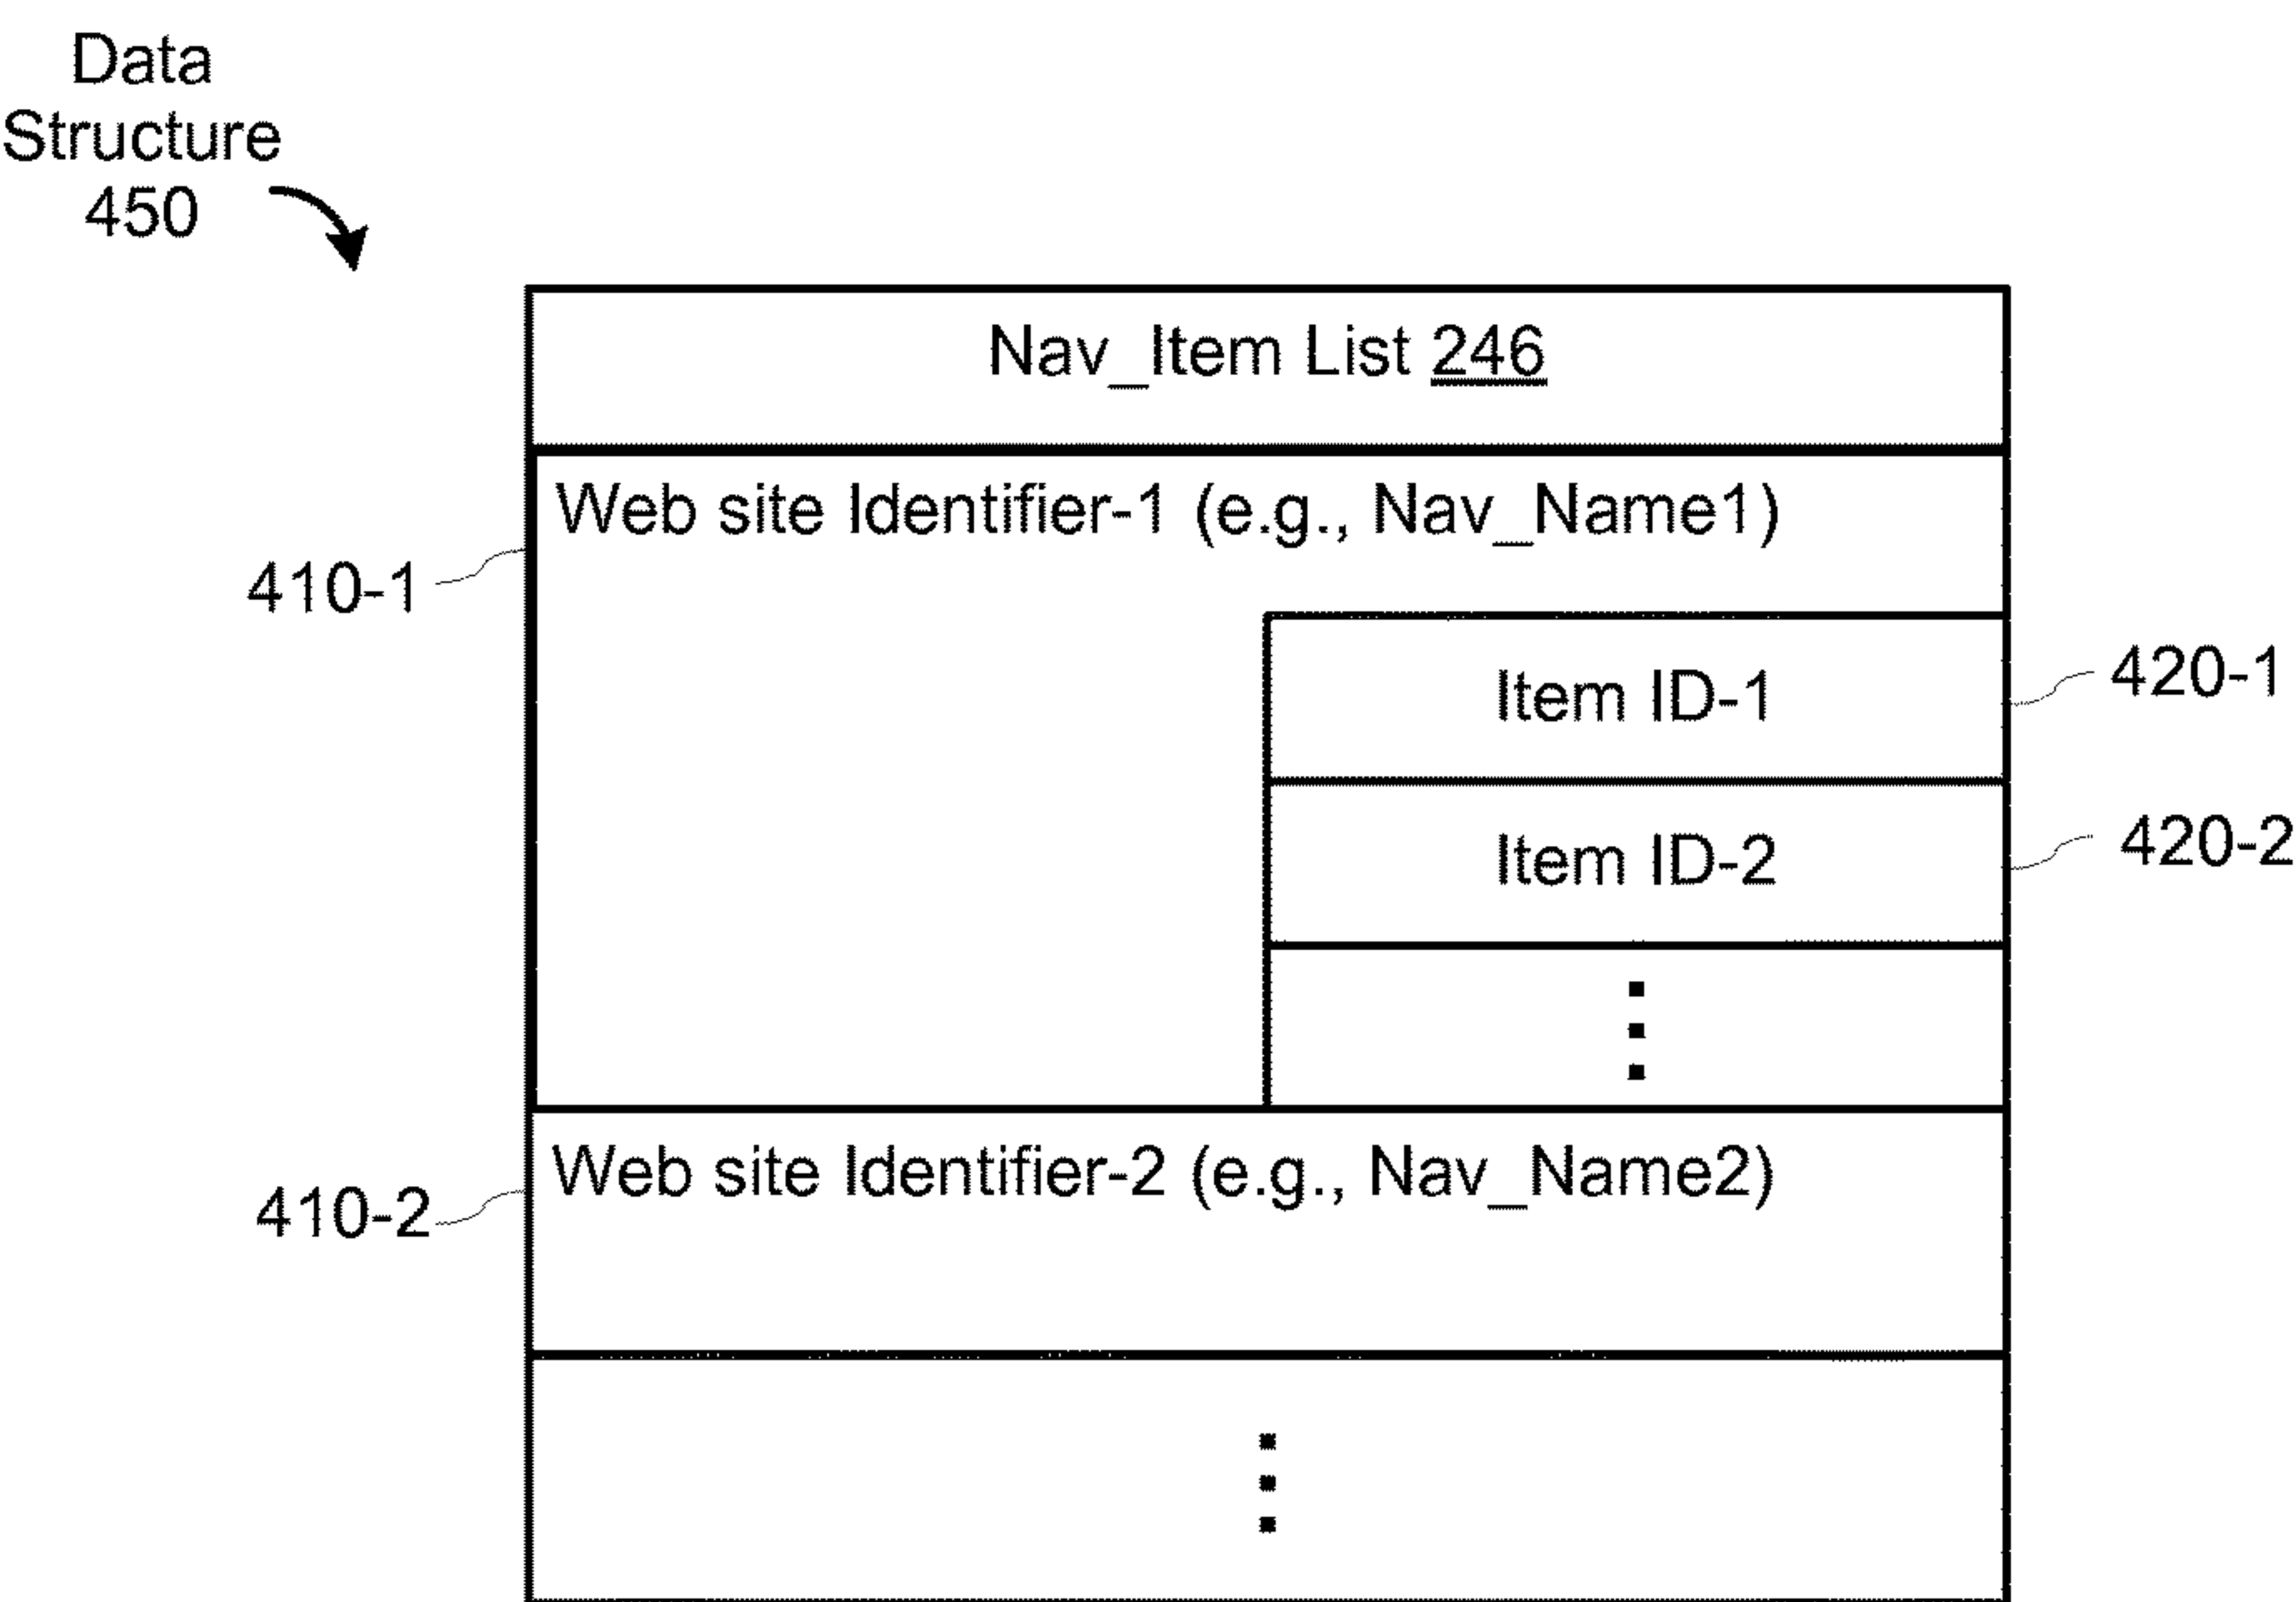 Data
Structure
450
Nav_Item List 246
Web site Identifier-1 (e.g., Nav_Name1)
410-1
Item ID-1
420-1
Item ID-2
420-2
Web site Identifier-2 (e.g., Nav_Name2)
410-2